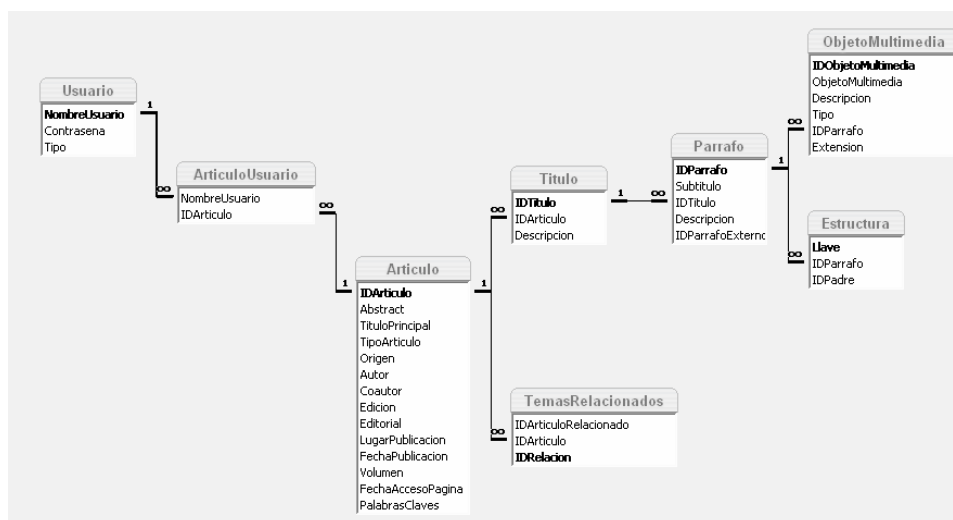 Usuario
NombreUsuario
Contrasena
Tipo
1
∞
ArticuloUsuario
NombreUsuario
IDArticulo
∞
1
Articulo
IDArticulo
Abstract
TituloPrincipal
TipoArticulo
Origen
Autor
Coautor
Edicion
Editorial
LugarPublicacion
FechaPublicacion
Volumen
FechaAccesoPagina
PalabrasClaves
1
∞
Titulo
IDTitulo
IDArticulo
Descripcion
∞
TemasRelacionados
IDArticuloRelacionado
IDArticulo
IDRelacion
1
∞
Parrafo
IDParrafo
Subtitulo
IDTitulo
Descripcion
IDParrafoExterno
1
∞
ObjetoMultimedia
IDObjetoMultimedia
ObjetoMultimedia
Descripcion
Tipo
IDParrafo
Extension
∞
Estructura
Llave
IDParrafo
IDPadre